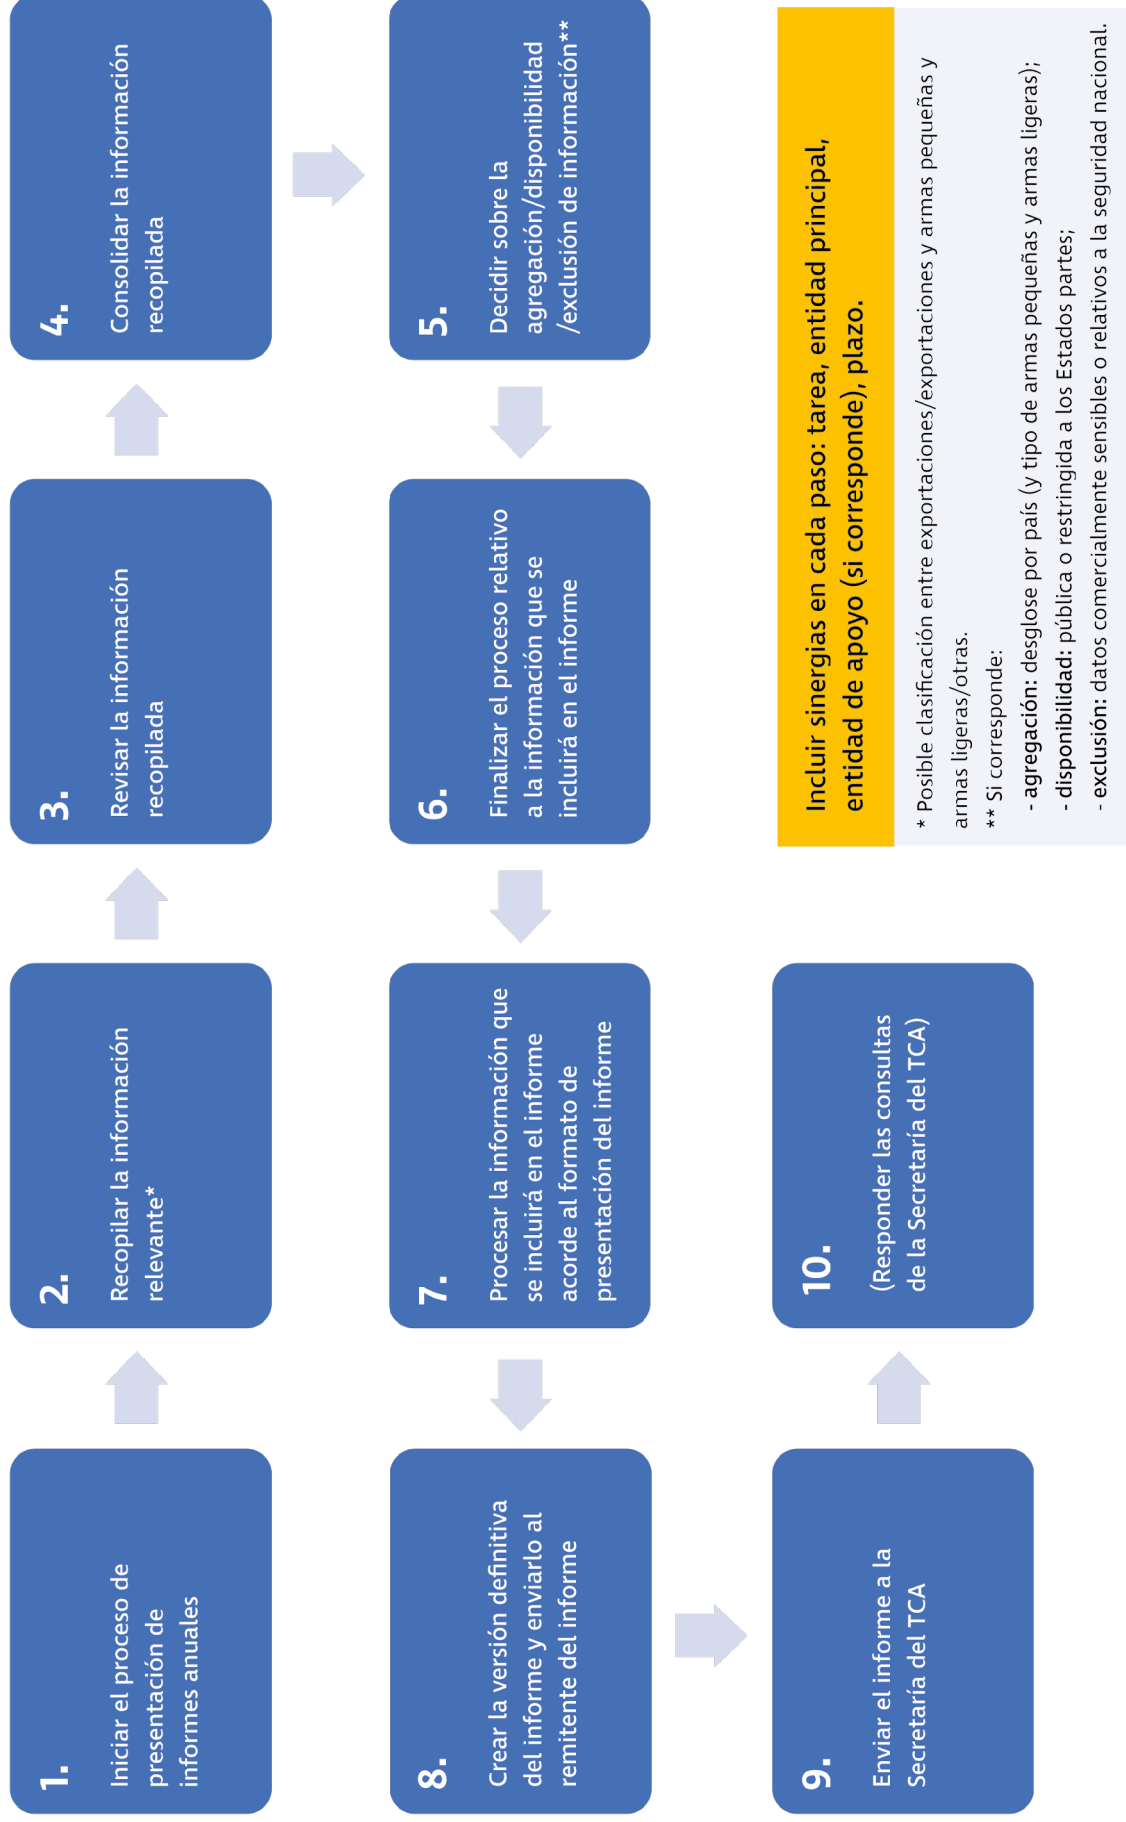 1.
Iniciar el proceso de
presentación de
informes anuales
2.
Recopilar la información
relevante*
3.
Revisar la información
recopilada
4.
Consolidar la información
recopilada
5.
Decidir sobre la
agregación/disponibilidad
/exclusión de información**
6.
Finalizar el proceso relativo
a la información que se
incluirá en el informe
7.
Procesar la información que
se incluirá en el informe
acorde al formato de
presentación del informe
8.
Crear la versión definitiva
del informe y enviarlo al
remitente del informe
9.
Enviar el informe a la
Secretaría del TCA
10.
(Responder las consultas
de la Secretaría del TCA)
Incluir sinergias en cada paso: tarea, entidad principal,
entidad de apoyo (si corresponde), plazo.
* Posible clasificación entre exportaciones/exportaciones y armas pequeñas y
armas ligeras/otras.
** Si corresponde:
- agregación: desglose por país (y tipo de armas pequeñas y armas ligeras);
- disponibilidad: pública o restringida a los Estados partes;
- exclusión: datos comercialmente sensibles o relativos a la seguridad nacional.